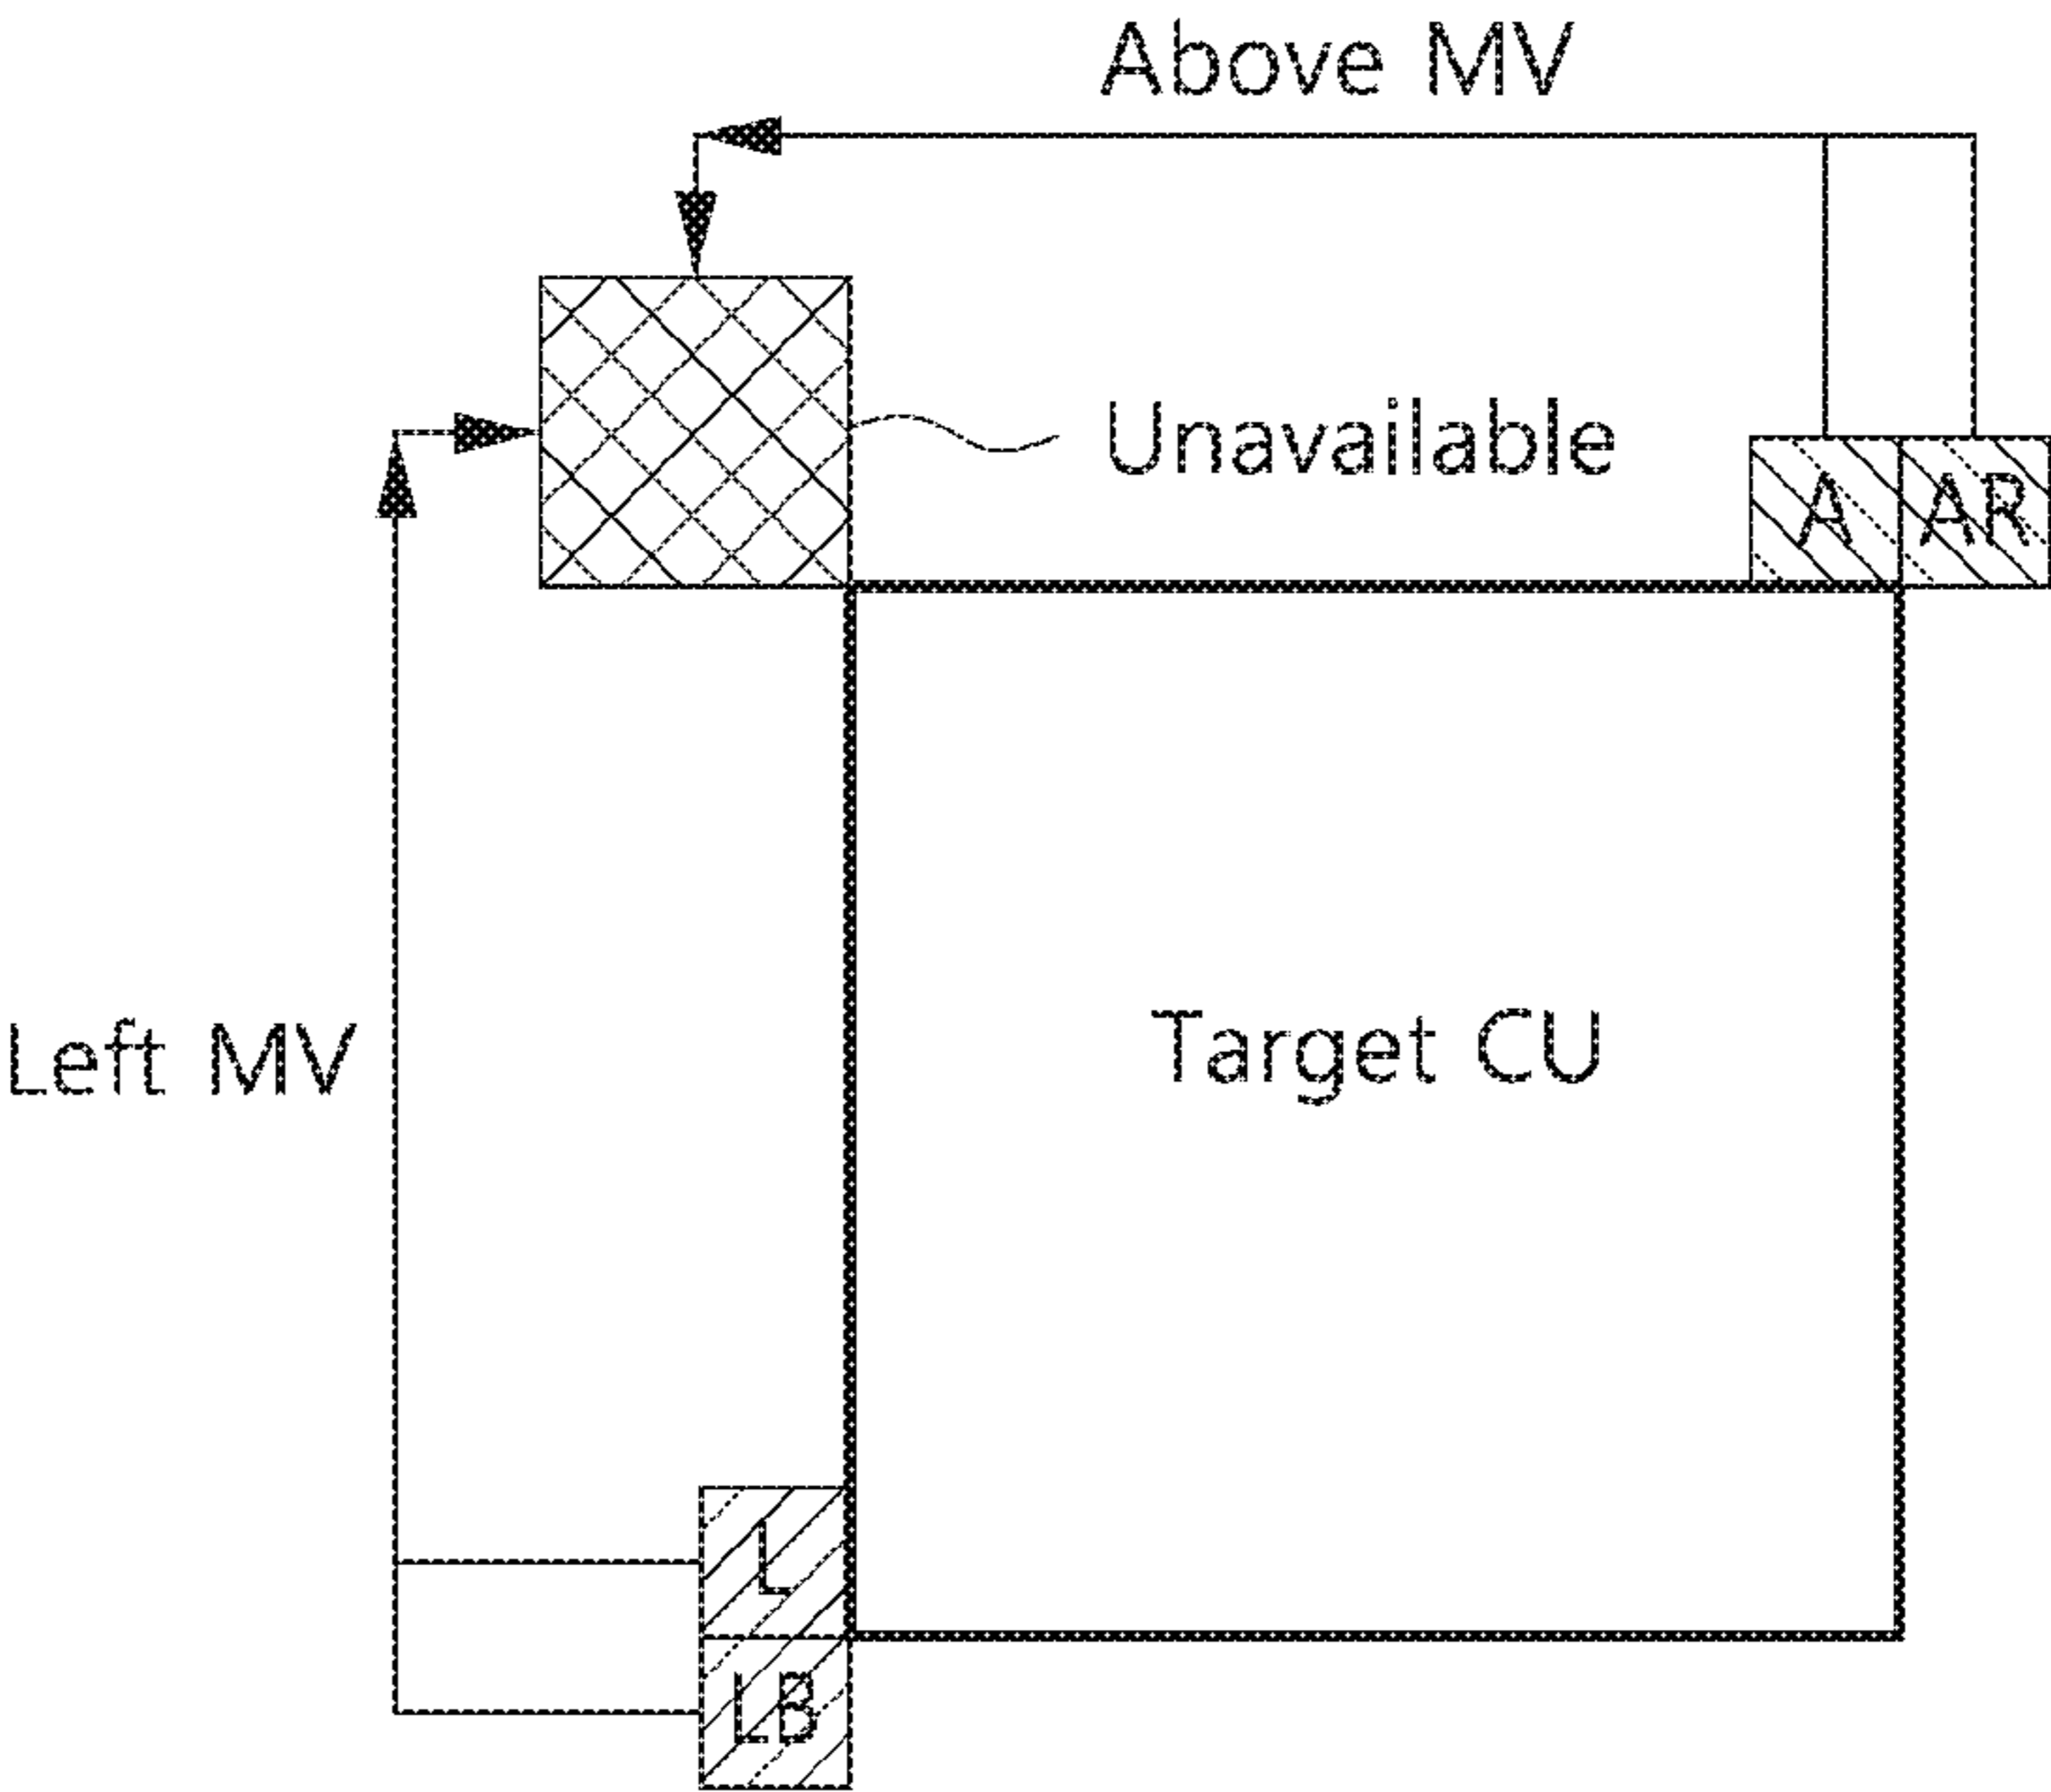 Above MV
Unavailable
A AR
Left MV
Target CU
L
LB